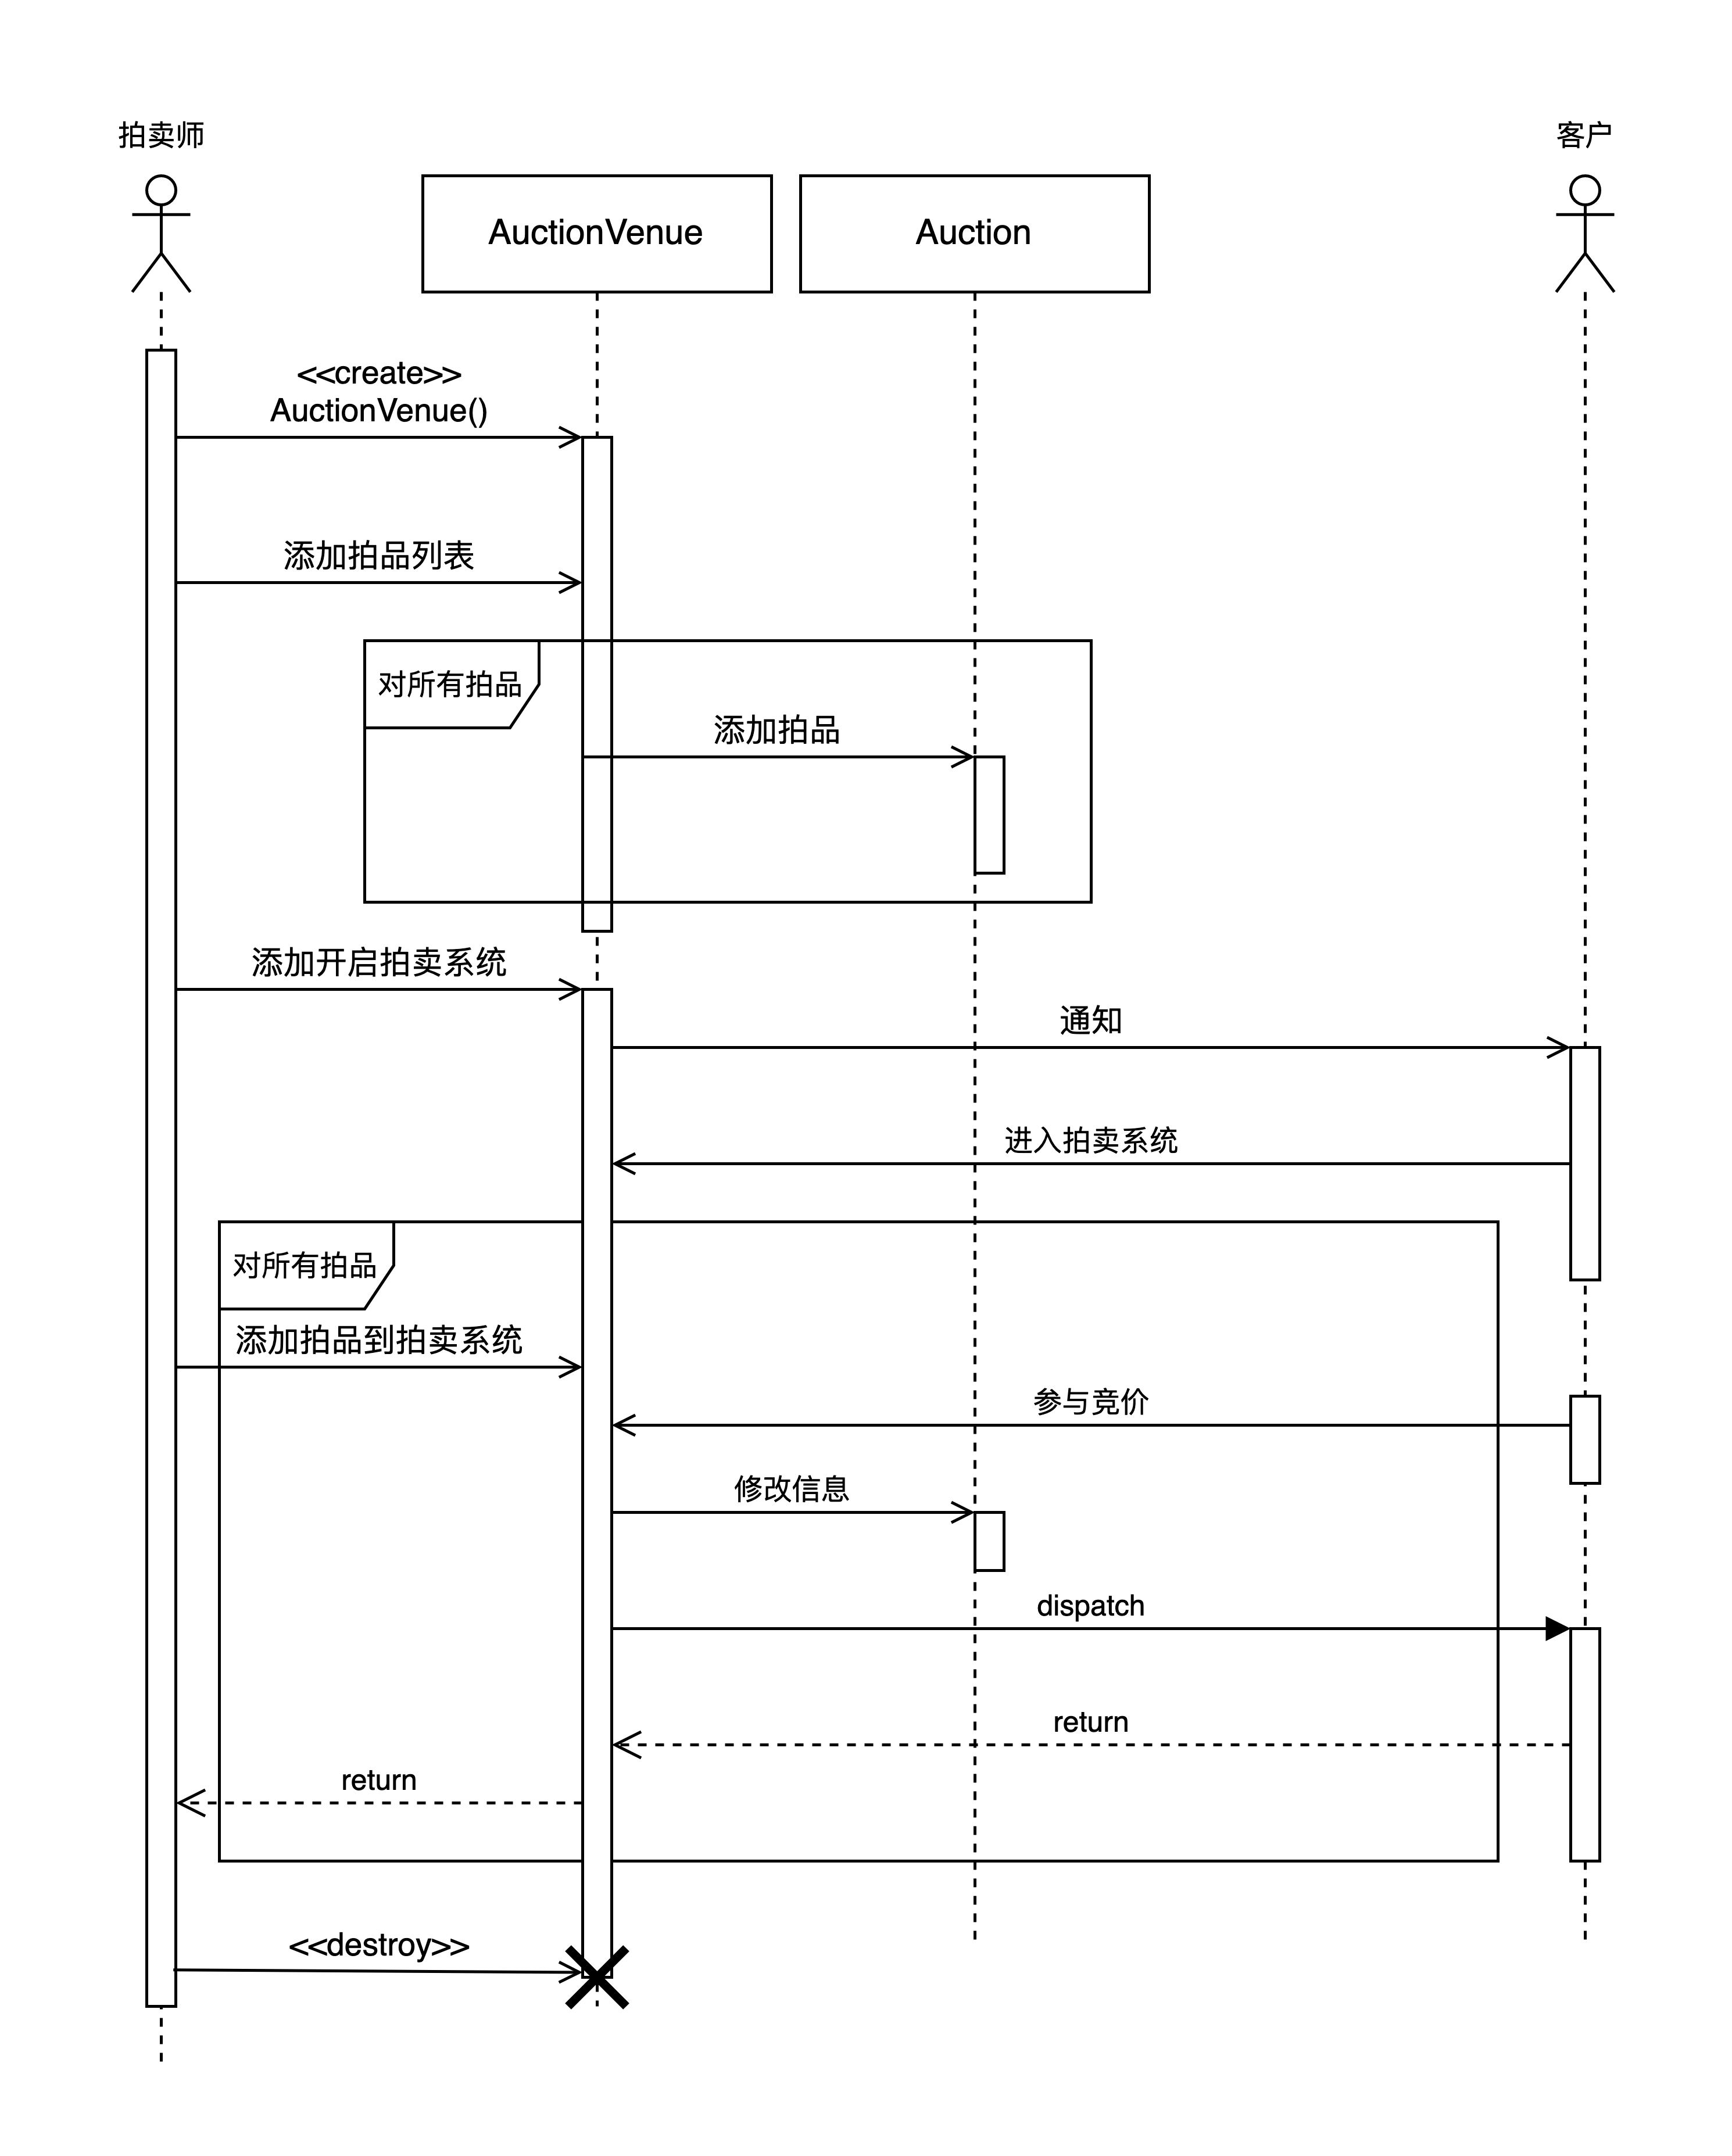 拍卖师
客户
AuctionVenue
Auction
<<create>>
AuctionVenue()
添加拍品列表
对所有拍品
添加拍品
添加开启拍卖系统
通知
进入拍卖系统
对所有拍品
添加拍品到拍卖系统
参与竞价
修改信息
dispatch
return
return
<<destroy>>